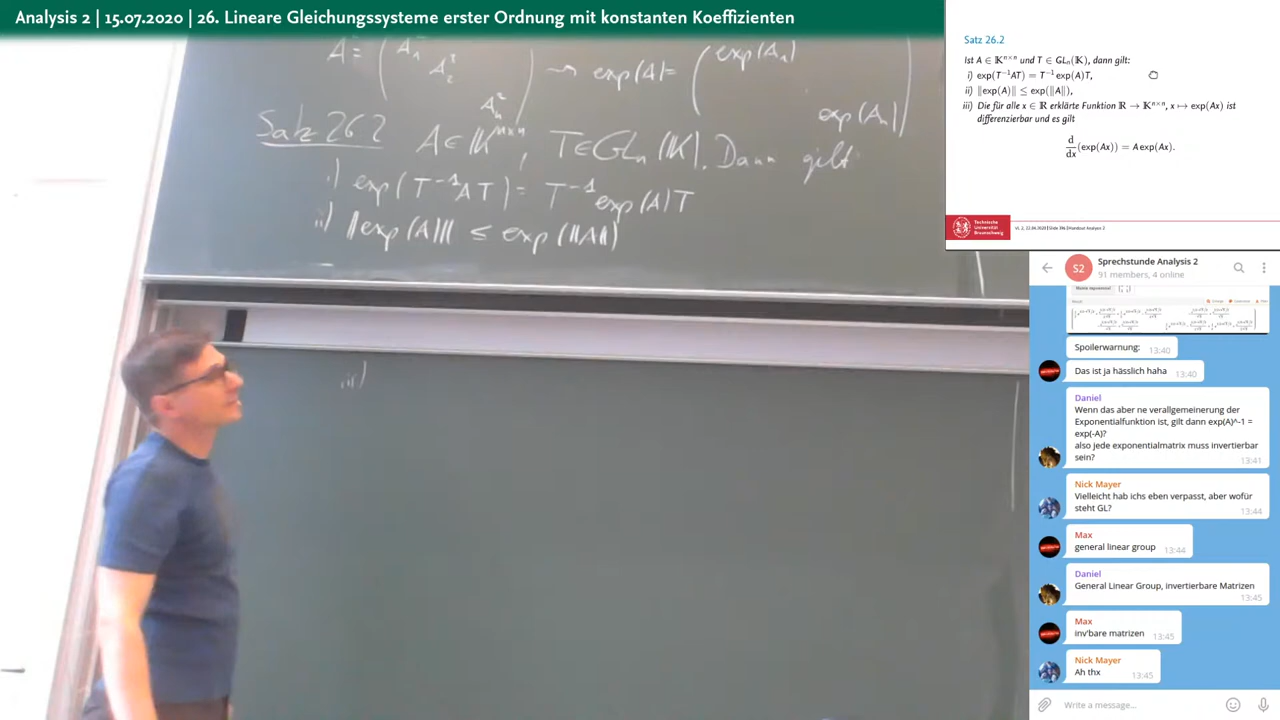 Analysis 2 | 15.07.2020 | 26. Lineare Gleichungssysteme erster Ordnung mit konstanten Koeffizienten
exp(A)= exp(A₁)
exp(Aₙ)
Satz 26 2 A∈𝕂ⁿˣⁿ, T∈GLₙ(𝕂). Dann gilt
i) exp(T⁻¹AT) = T⁻¹exp(A)T
ii) ‖exp(A)‖ ≤ exp(‖A‖)
iii)
Satz 26.2
Ist A ∈ 𝕂ⁿˣⁿ und T ∈ GLₙ(𝕂), dann gilt:
i) exp(T⁻¹AT) = T⁻¹ exp(A)T,
ii) ‖exp(A)‖ ≤ exp(‖A‖),
iii) Die für alle x ∈ ℝ erklärte Funktion ℝ → 𝕂ⁿˣⁿ, x ↦ exp(Ax) ist
differenzierbar und es gilt
d/dx (exp(Ax)) = A exp(Ax).
Technische
Universität
Braunschweig
S2
Sprechstunde Analysis 2
91 members, 4 online
Spoilerwarnung:
13:40
Das ist ja hässlich haha
13:40
Daniel
Wenn das aber ne verallgemeinerung der
Exponentialfunktion ist, gilt dann exp(A)^-1 =
exp(-A)?
also jede exponentialmatrix muss invertierbar
sein?
13:41
Nick Mayer
Vielleicht hab ichs eben verpasst, aber wofür
steht GL?
13:44
Max
general linear group
13:44
Daniel
General Linear Group, invertierbare Matrizen
13:45
Max
inv'bare matrizen
13:45
Nick Mayer
Ah thx
13:45
Write a message...